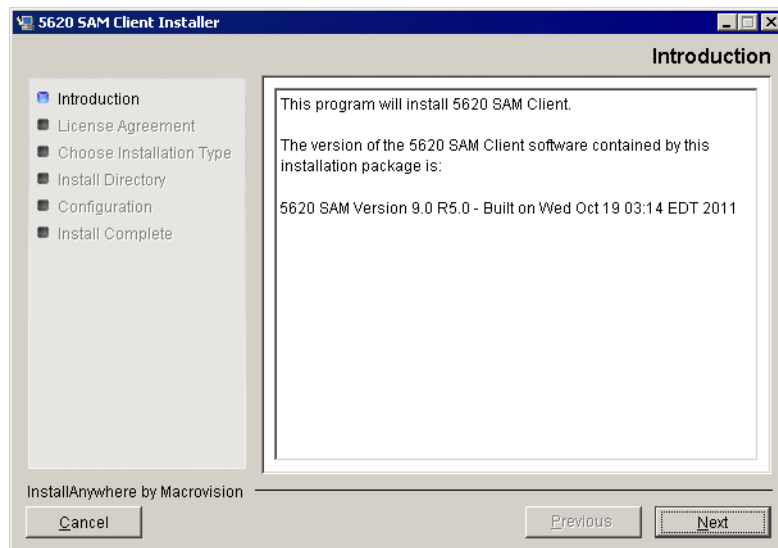 5620 SAM Client Installer
Introduction
Introduction
License Agreement
Choose Installation Type
Install Directory
Configuration
Install Complete
This program will install 5620 SAM Client.
The version of the 5620 SAM Client software contained by this
installation package is:
5620 SAM Version 9.0 R5.0 - Built on Wed Oct 19 03:14 EDT 2011
InstallAnywhere by Macrovision
Cancel
Previous
Next